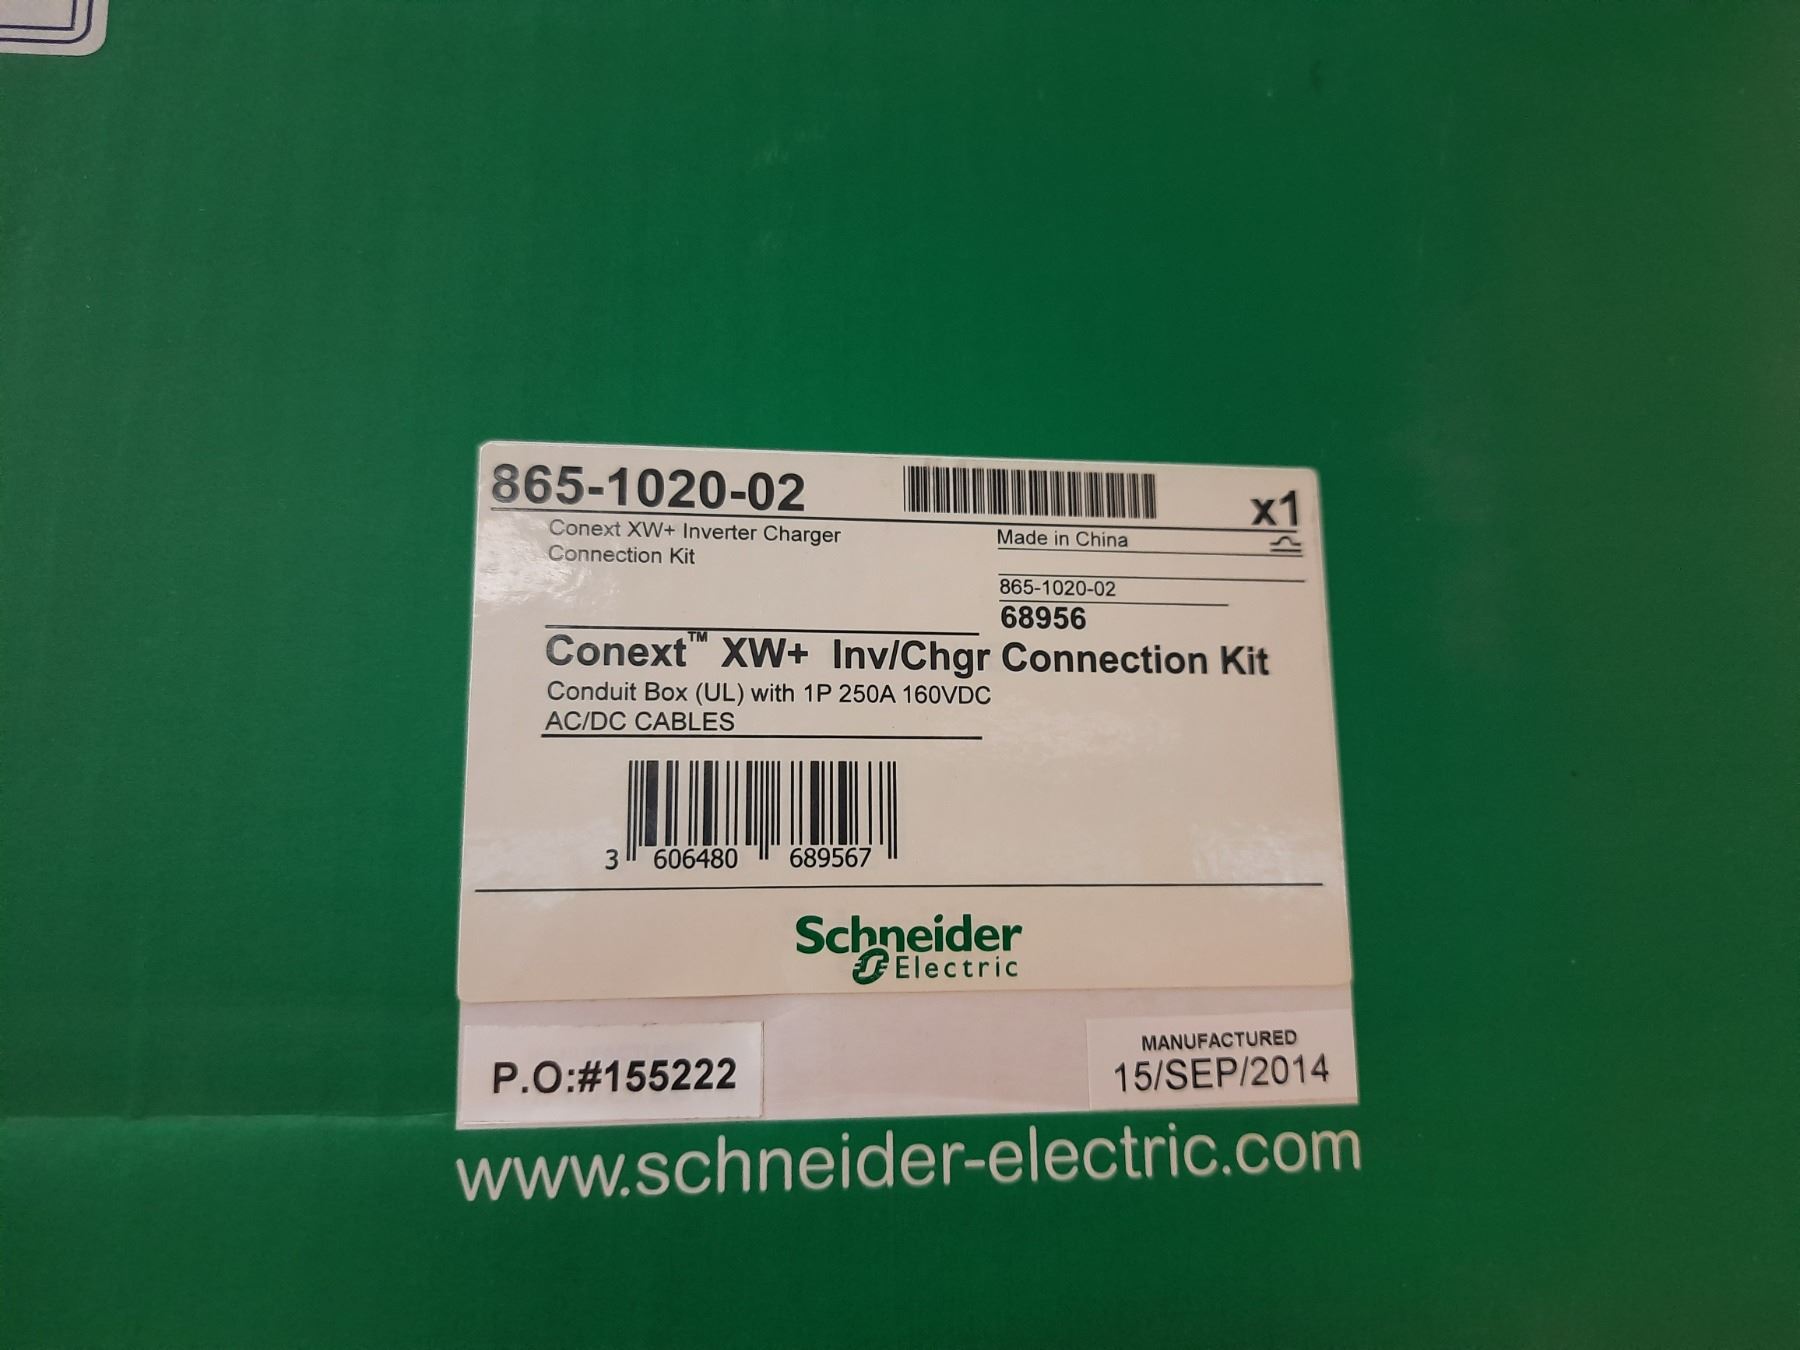 865-1020-02
x1
Conext XW+ Inverter Charger
Connection Kit
Made in China
865-1020-02
68956
Conext™ XW+ Inv/Chgr Connection Kit
Conduit Box (UL) with 1P 250A 160VDC
AC/DC CABLES
3 606480 689567
Schneider
Electric
P.O:#155222
MANUFACTURED
15/SEP/2014
www.schneider-electric.com